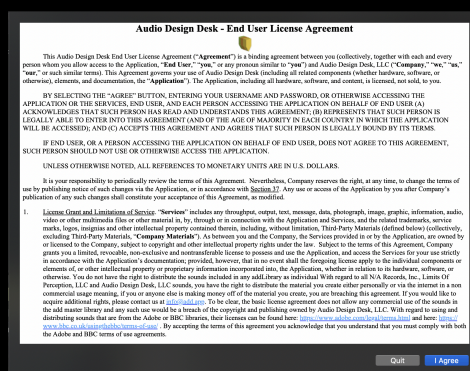 Audio Design Desk - End User License Agreement
This Audio Design Desk End User License Agreement (“Agreement”) is a binding agreement between you (collectively, together with each and every
person whom you allow to access the Application, “End User,” “you,” or any pronoun similar to “you”) and Audio Design Desk, LLC (“Company,” “we,” “us,”
“our,” or such similar terms). This Agreement governs your use of Audio Design Desk (including all related components (whether hardware, software, or
otherwise), elements, and documentation, the “Application”). The Application, including all hardware, software, and content is licensed, not sold, to you.
BY SELECTING THE “AGREE” BUTTON, ENTERING YOUR USERNAME AND PASSWORD, OR OTHERWISE ACCESSING THE
APPLICATION OR THE SERVICES, END USER, AND EACH PERSON ACCESSING THE APPLICATION ON BEHALF OF END USER (A)
ACKNOWLEDGES THAT SUCH PERSON HAS READ AND UNDERSTANDS THIS AGREEMENT; (B) REPRESENTS THAT SUCH PERSON IS
LEGALLY ABLE TO ENTER INTO THIS AGREEMENT (AND OF THE AGE OF MAJORITY IN EACH COUNTRY IN WHICH THE APPLICATION
WILL BE ACCESSED); AND (C) ACCEPTS THIS AGREEMENT AND AGREES THAT SUCH PERSON IS LEGALLY BOUND BY ITS TERMS.
IF END USER, OR A PERSON ACCESSING THE APPLICATION ON BEHALF OF END USER, DOES NOT AGREE TO THIS AGREEMENT,
SUCH PERSON SHOULD NOT USE OR OTHERWISE ACCESS THE APPLICATION.
UNLESS OTHERWISE NOTED, ALL REFERENCES TO MONETARY UNITS ARE IN U.S. DOLLARS.
It is your responsibility to periodically review the terms of this Agreement. Nevertheless, Company reserves the right, at any time, to change the terms of
use by publishing notice of such changes via the Application, or in accordance with Section 37. Any use or access of the Application by you after Company’s
publication of any such changes shall constitute your acceptance of this Agreement, as modified.
1. License Grant and Limitations of Service. “Services” includes any throughput, output, text, message, data, photograph, image, graphic, information, audio,
video or other multimedia files or other material in, by, through or in connection with the Application and Services, and the related trademarks, service
marks, logos, insignias and other intellectual property contained therein, including, without limitation, Third-Party Materials (defined below) (collectively,
excluding Third-Party Materials, “Company Materials”). As between you and the Company, the Services provided in or by the Application, are owned by
or licensed to the Company, subject to copyright and other intellectual property rights under the law. Subject to the terms of this Agreement, Company
grants you a limited, revocable, non-exclusive and nontransferable license to possess and use the Application, and access the Services for your use strictly
in accordance with the Application’s documentation; provided, however, that in no event shall the foregoing license apply to the individual components or
elements of, or other intellectual property or proprietary information incorporated into, the Application, whether in relation to its hardware, software, or
otherwise. You do not have the right to distribute the sounds included in any addLibrary as individual With regard to all N/A Records, Inc., Limits Of
Perception, LLC and Audio Design Desk, LLC sounds, you have the right to distribute the material you create either personally or via the internet in a non
commercial usage meaning, if you or anyone else is making money off of the material you create, you are breaching this agreement. If you would like to
acquire additional rights, please contact us at info@add.app. To be clear, the basic license agreement does not allow any commercial use of the sounds in
the add master library and any such use would be a breach of the copyright and publishing owned by Audio Design Desk, LLC. With regard to using and
distributing sounds that are from the Adobe or BBC libraries, their licenses can be found here: https://www.adobe.com/legal/terms.html and here: https://
www.bbc.co.uk/usingthebbc/terms-of-use/ . By accepting the terms of this agreement you acknowledge that you understand that you must comply with both
the Adobe and BBC terms of use agreements.
Quit
I Agree